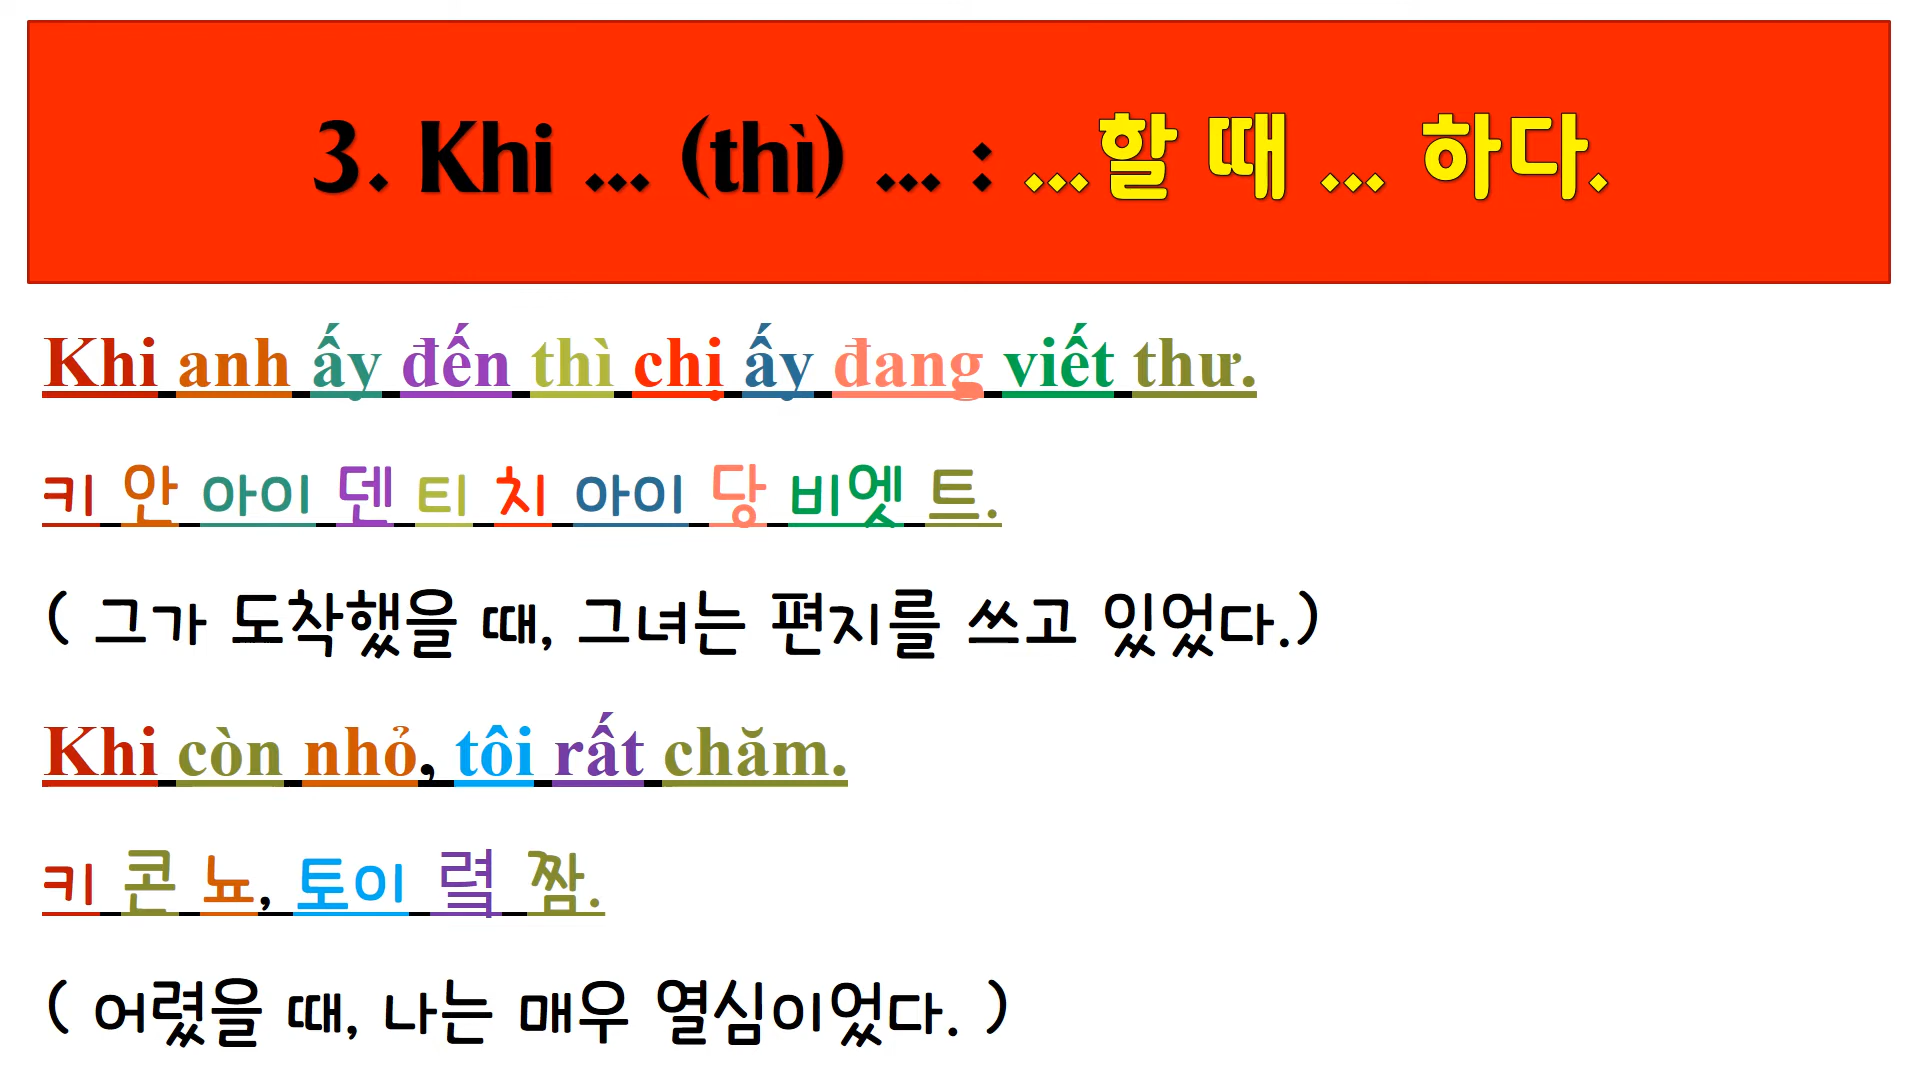 3. Khi ... (thì) ... : ...할 때 ... 하다.
Khi anh ấy đến thì chị ấy đang viết thư.
키 안 아이 덴 티 치 아이 당 비엣 트.
( 그가 도착했을 때, 그녀는 편지를 쓰고 있었다.)
Khi còn nhỏ, tôi rất chăm.
키 콘 뇨, 토이 렬 짬.
( 어렸을 때, 나는 매우 열심이었다. )